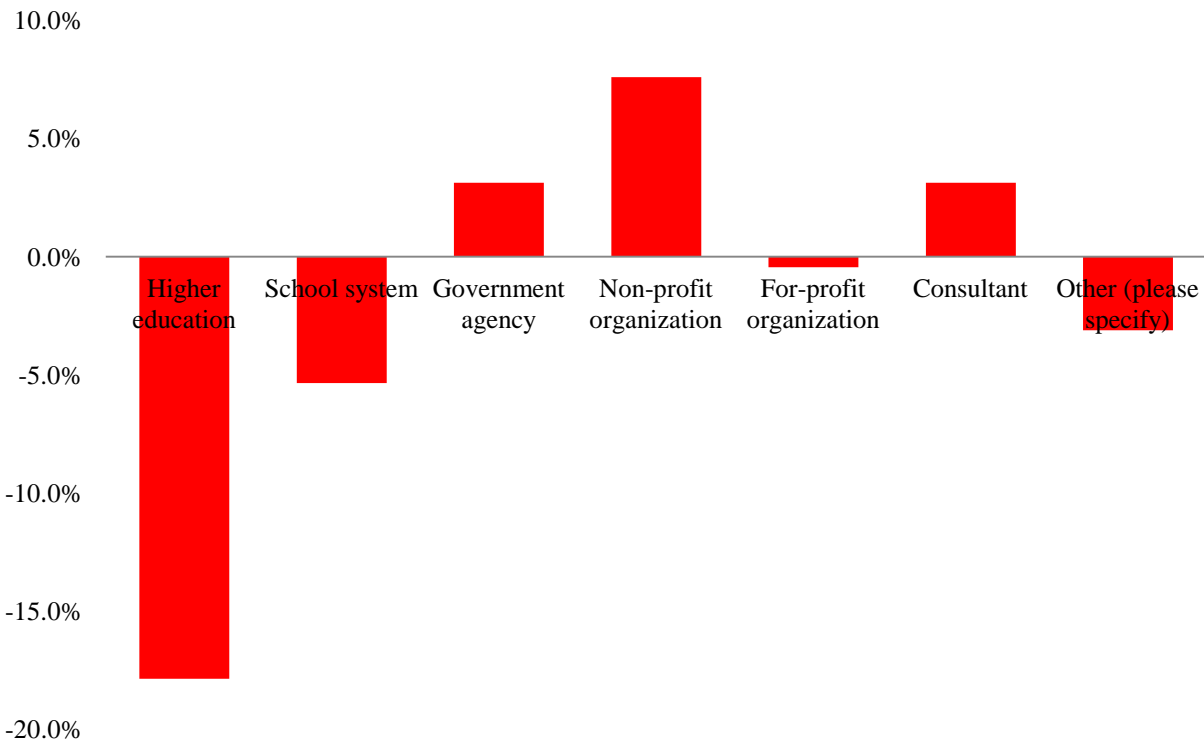 10.0%
5.0%
0.0%
Higher
education
School system
Government
agency
Non-profit
organization
For-profit
organization
Consultant
Other (please
specify)
-5.0%
-10.0%
-15.0%
-20.0%